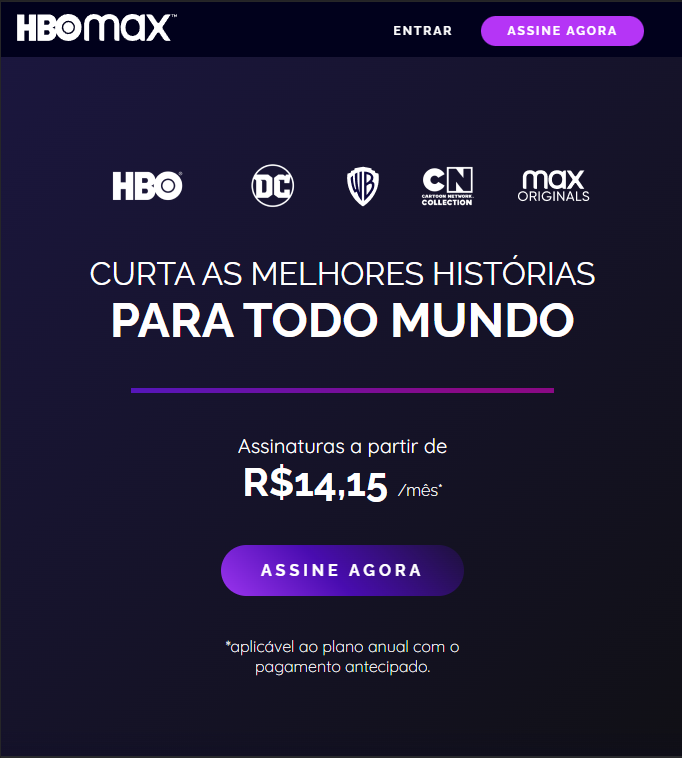 HBOmax™
ENTRAR
ASSINE AGORA
HBO®
DC
WB
CN
CARTOON NETWORK
COLLECTION
max
ORIGINALS
CURTA AS MELHORES HISTÓRIAS
PARA TODO MUNDO
Assinaturas a partir de
R$14,15 /mês*
ASSINE AGORA
*aplicável ao plano anual com o
pagamento antecipado.